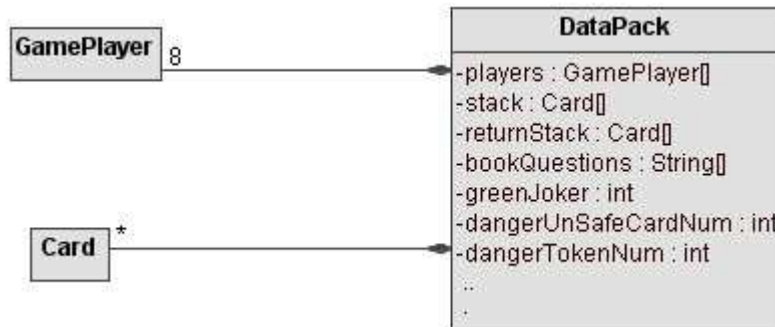 GamePlayer
8
DataPack
-players : GamePlayer[]
-stack : Card[]
-returnStack : Card[]
-bookQuestions : String[]
-greenJoker : int
-dangerUnSafeCardNum : int
-dangerTokenNum : int
..
.
Card
*